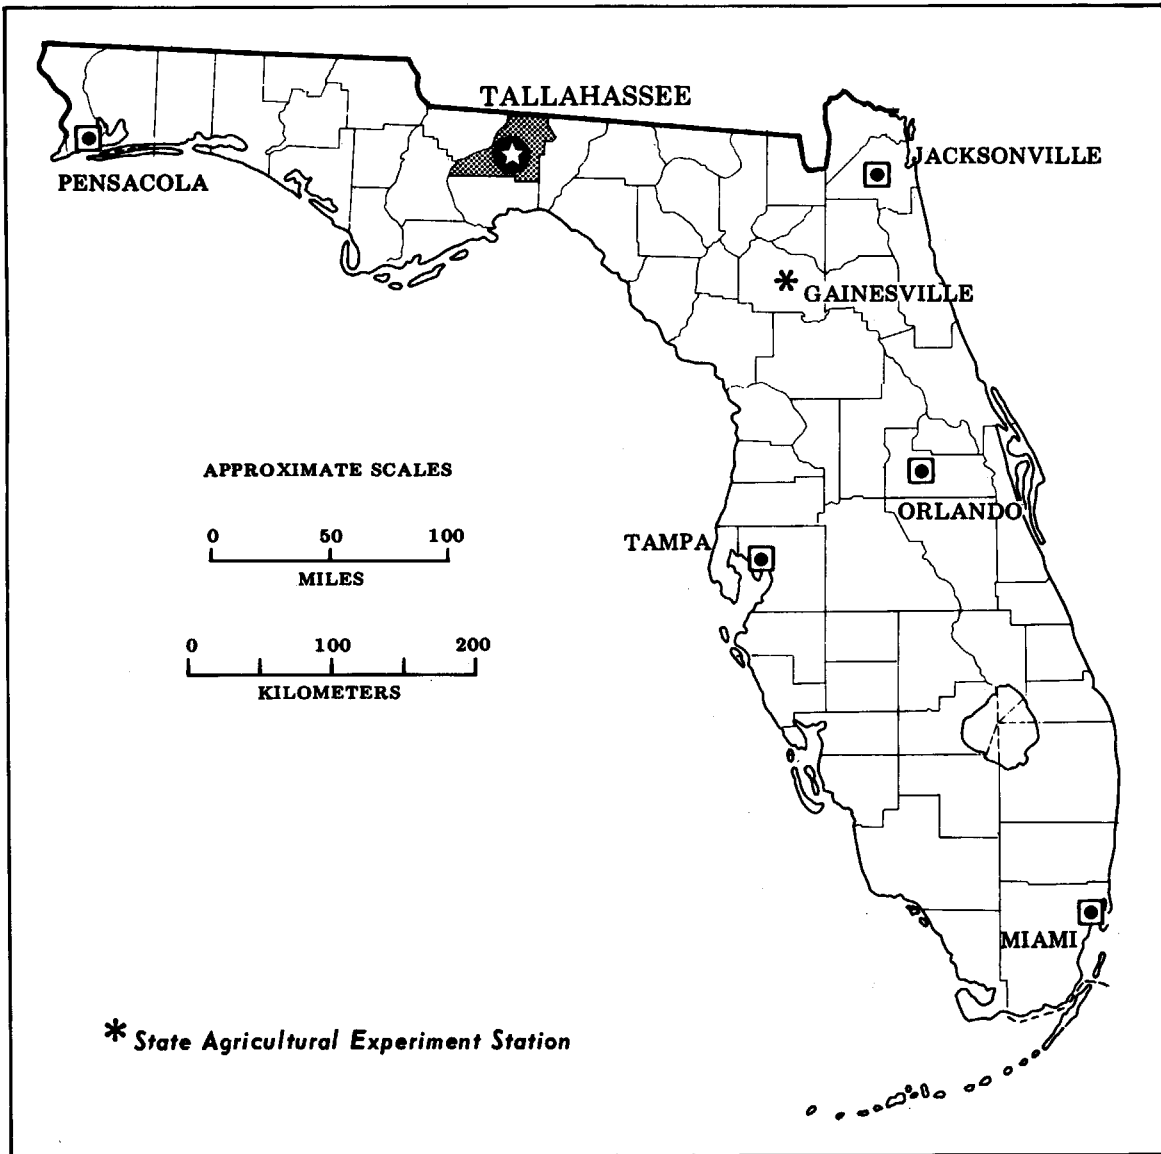 TALLAHASSEE
JACKSONVILLE
PENSACOLA
* GAINESVILLE
APPROXIMATE SCALES
ORLANDO
0 50 100
TAMPA
MILES
0 100 200
KILOMETERS
MIAMI
* State Agricultural Experiment Station